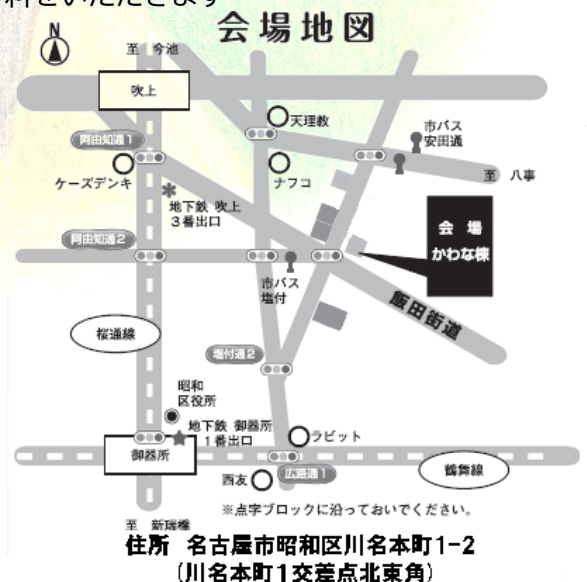 料をいただきます
会場地図
N
至 今池
吹上
天理教
市バス
安田通
阿由知通1
ケーズデンキ
ナフコ
至 八事
地下鉄 吹上
3番出口
会 場
かわな棟
阿由知通2
市バス
塩付
飯田街道
桜通線
塩付通2
昭和
区役所
地下鉄 御器所
1番出口
ラビット
御器所
鶴舞線
西友
広路通1
※点字ブロックに沿っておいでください。
至 新瑞橋
住所 名古屋市昭和区川名本町1-2
(川名本町1交差点北東角)